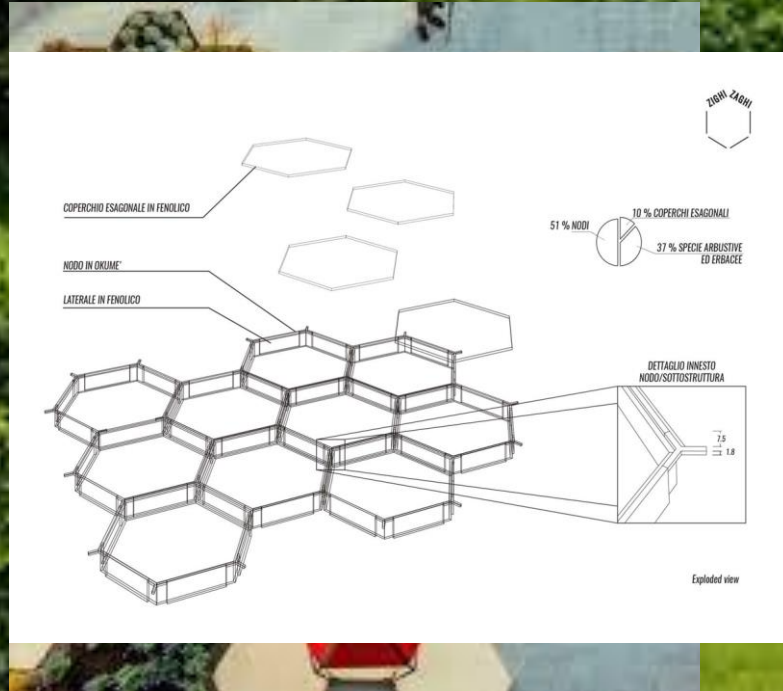 ZIGHI ZAGHI
COPERCHIO ESAGONALE IN FENOLICO
10 % COPERCHI ESAGONALI
51 % NODI
37 % SPECIE ARBUSTIVE
ED ERBACEE
NODO IN OKUME'
LATERALE IN FENOLICO
DETTAGLIO INNESTO
NODO/SOTTOSTRUTTURA
7.5
1.8
Exploded view